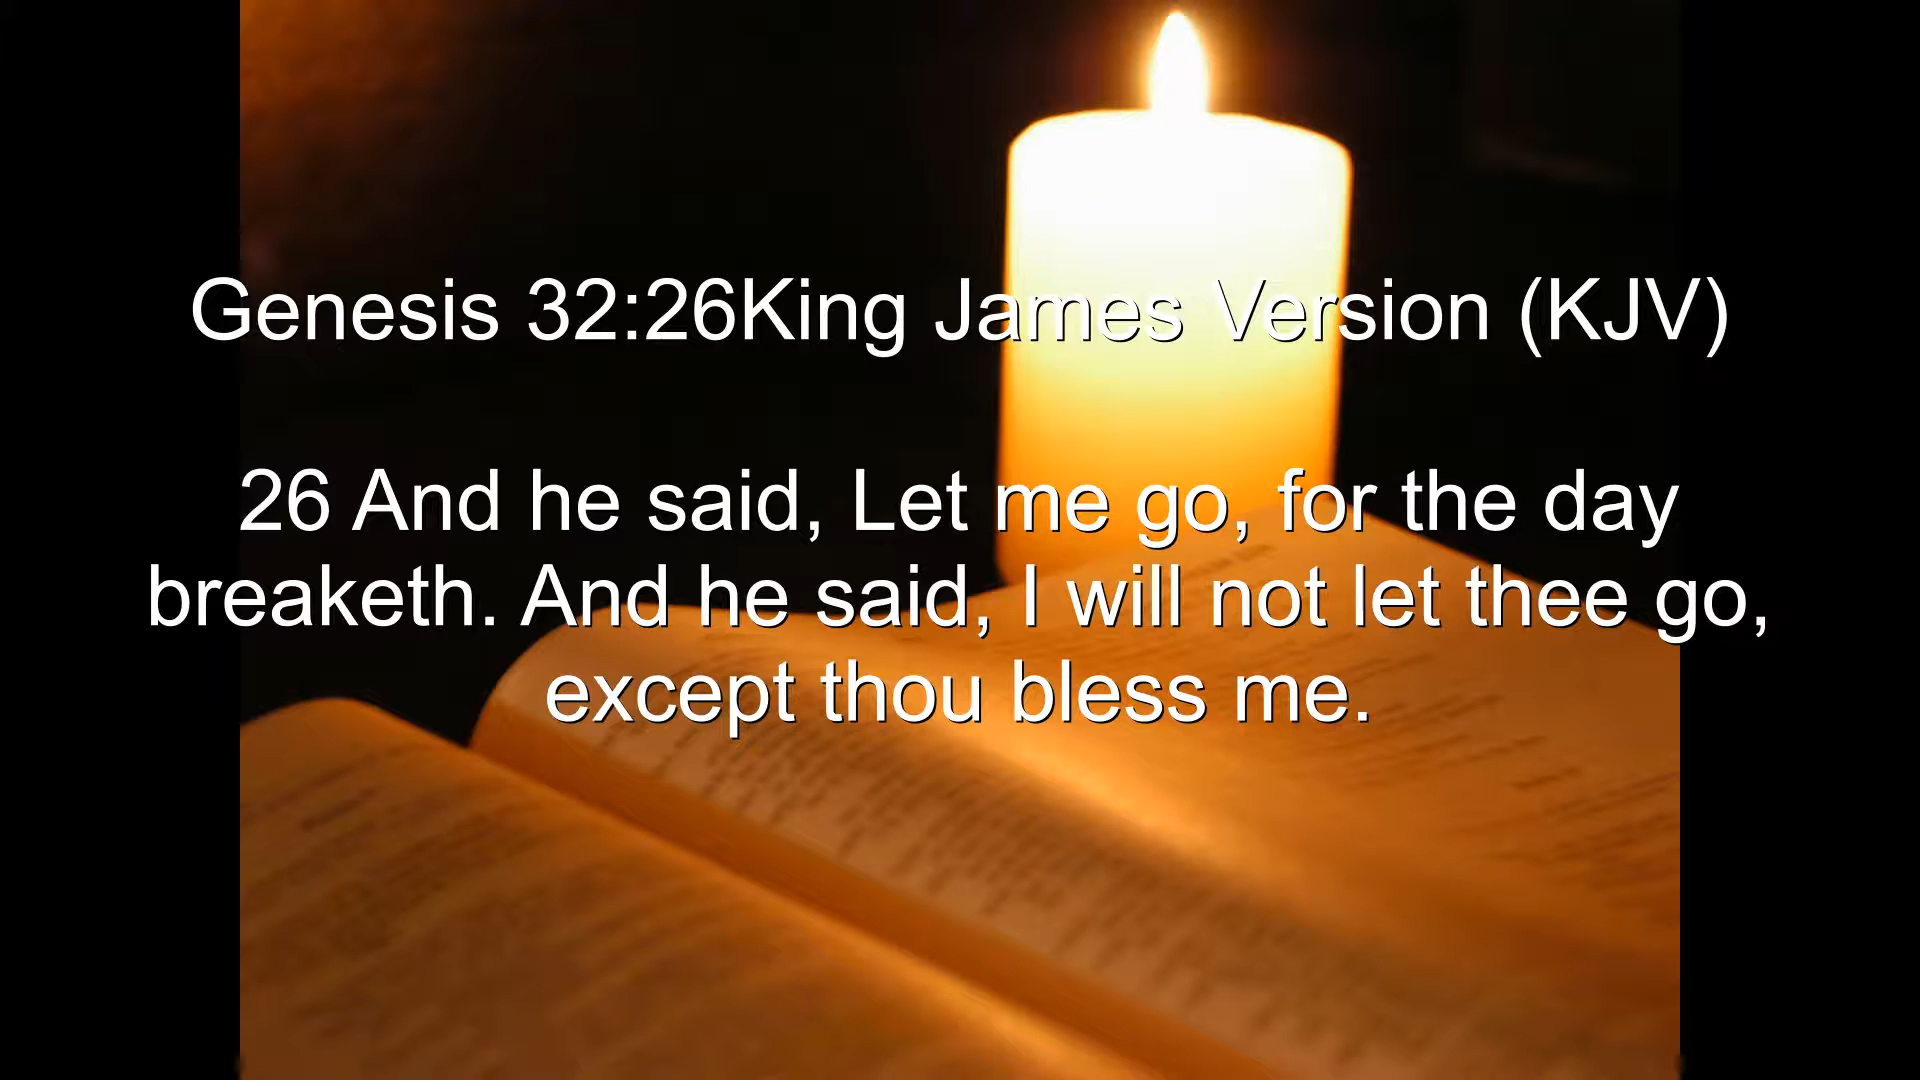 Genesis 32:26King James Version (KJV)
26 And he said, Let me go, for the day
breaketh. And he said, I will not let thee go,
except thou bless me.